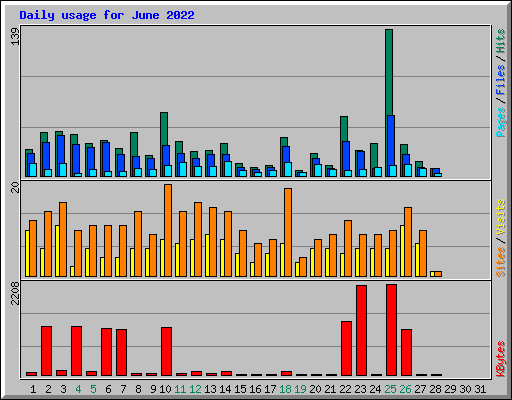 Daily usage for June 2022
139
20
2208
Pages / Files / Hits
Sites / Visits
KBytes
1 2 3 4 5 6 7 8 9 10 11 12 13 14 15 16 17 18 19 20 21 22 23 24 25 26 27 28 29 30 31